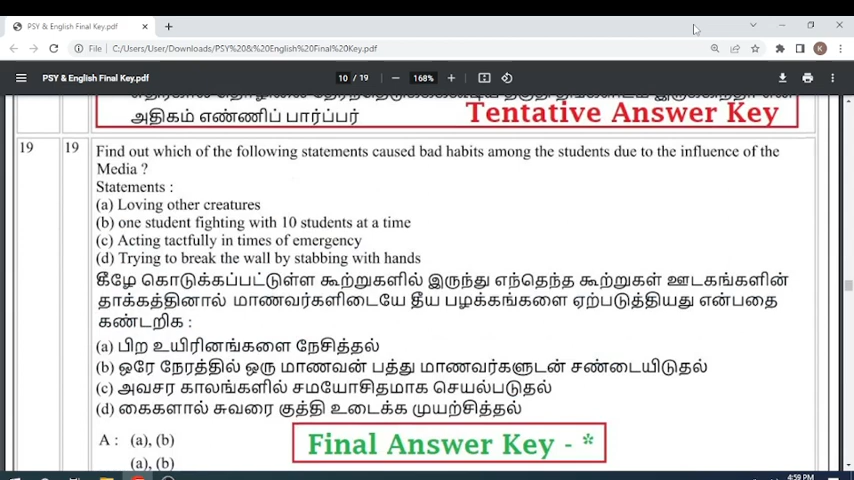 PSY & English Final Key.pdf
File C:/Users/User/Downloads/PSY%20&%20English%20Final%20Key.pdf
K
PSY & English Final Key.pdf 10 / 19 168%
அதிகம் எண்ணிப் பார்ப்பர் Tentative Answer Key
19 19 Find out which of the following statements caused bad habits among the students due to the influence of the
Media ?
Statements :
(a) Loving other creatures
(b) one student fighting with 10 students at a time
(c) Acting tactfully in times of emergency
(d) Trying to break the wall by stabbing with hands
கீழே கொடுக்கப்பட்டுள்ள கூற்றுகளில் இருந்து எந்தெந்த கூற்றுகள் ஊடகங்களின்
தாக்கத்தினால் மாணவர்களிடையே தீய பழக்கங்களை ஏற்படுத்தியது என்பதை
கண்டறிக :
(a) பிற உயிரினங்களை நேசித்தல்
(b) ஒரே நேரத்தில் ஒரு மாணவன் பத்து மாணவர்களுடன் சண்டையிடுதல்
(c) அவசர காலங்களில் சமயோசிதமாக செயல்படுதல்
(d) கைகளால் சுவரை குத்தி உடைக்க முயற்சித்தல்
A : (a), (b) Final Answer Key - *
(a), (b)
4:59 PM